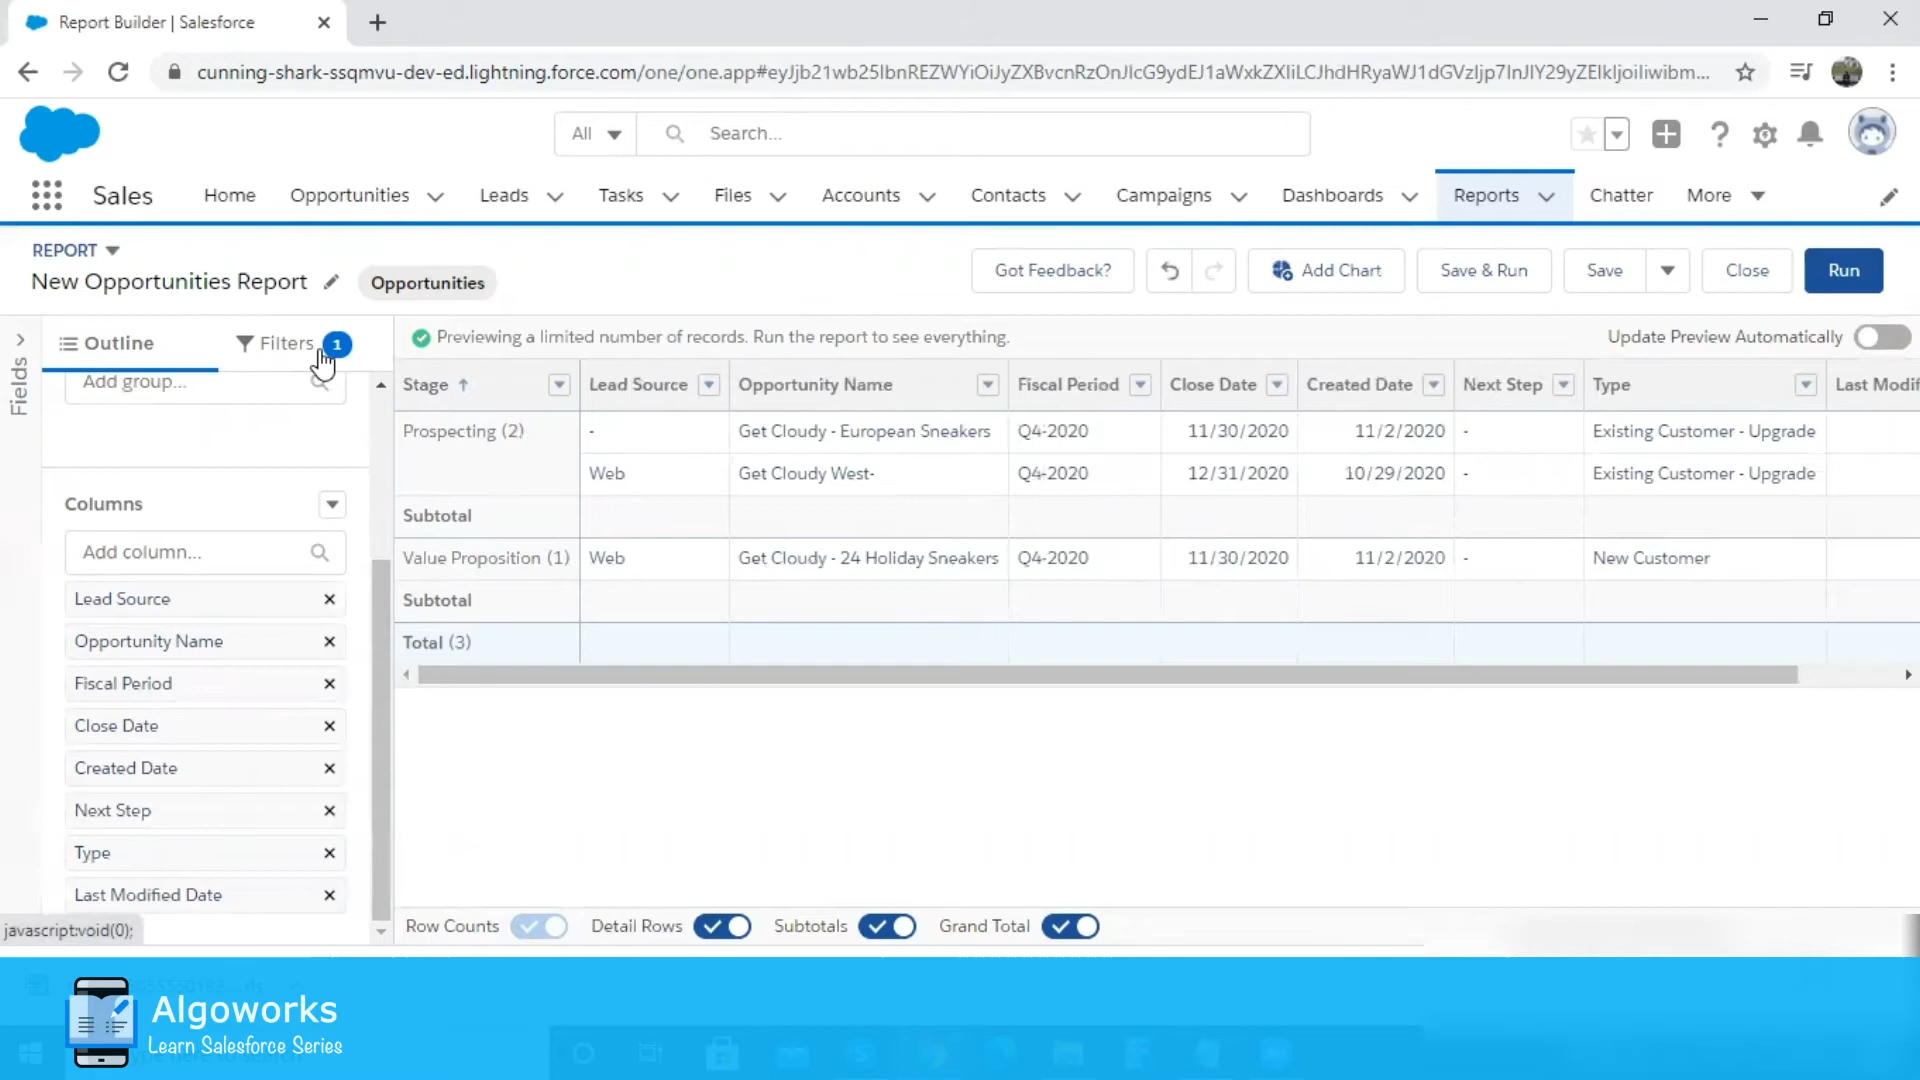 Report Builder | Salesforce
cunning-shark-ssqmvu-dev-ed.lightning.force.com/one/one.app#eyJjb21wb25lbnREZWYiOiJyZXBvcnRzOnJlcG9ydEJ1aWxkZXIiLCJhdHRyaWJ1dGVzIjp7InJlY29yZElkIjoiIiwibm...
All
Search...
Sales
Home
Opportunities
Leads
Tasks
Files
Accounts
Contacts
Campaigns
Dashboards
Reports
Chatter
More
REPORT
New Opportunities Report
Opportunities
Got Feedback?
Add Chart
Save & Run
Save
Close
Run
Fields
Outline
Filters 1
Previewing a limited number of records. Run the report to see everything.
Update Preview Automatically
Add group...
Columns
Add column...
Lead Source
Opportunity Name
Fiscal Period
Close Date
Created Date
Next Step
Type
Last Modified Date
Stage Lead Source Opportunity Name Fiscal Period Close Date Created Date Next Step Type Last Modif
Prospecting (2) - Get Cloudy - European Sneakers Q4-2020 11/30/2020 11/2/2020 - Existing Customer - Upgrade
Web Get Cloudy West- Q4-2020 12/31/2020 10/29/2020 - Existing Customer - Upgrade
Subtotal
Value Proposition (1) Web Get Cloudy - 24 Holiday Sneakers Q4-2020 11/30/2020 11/2/2020 - New Customer
Subtotal
Total (3)
javascript:void(0);
Row Counts
Detail Rows
Subtotals
Grand Total
Algoworks
Learn Salesforce Series